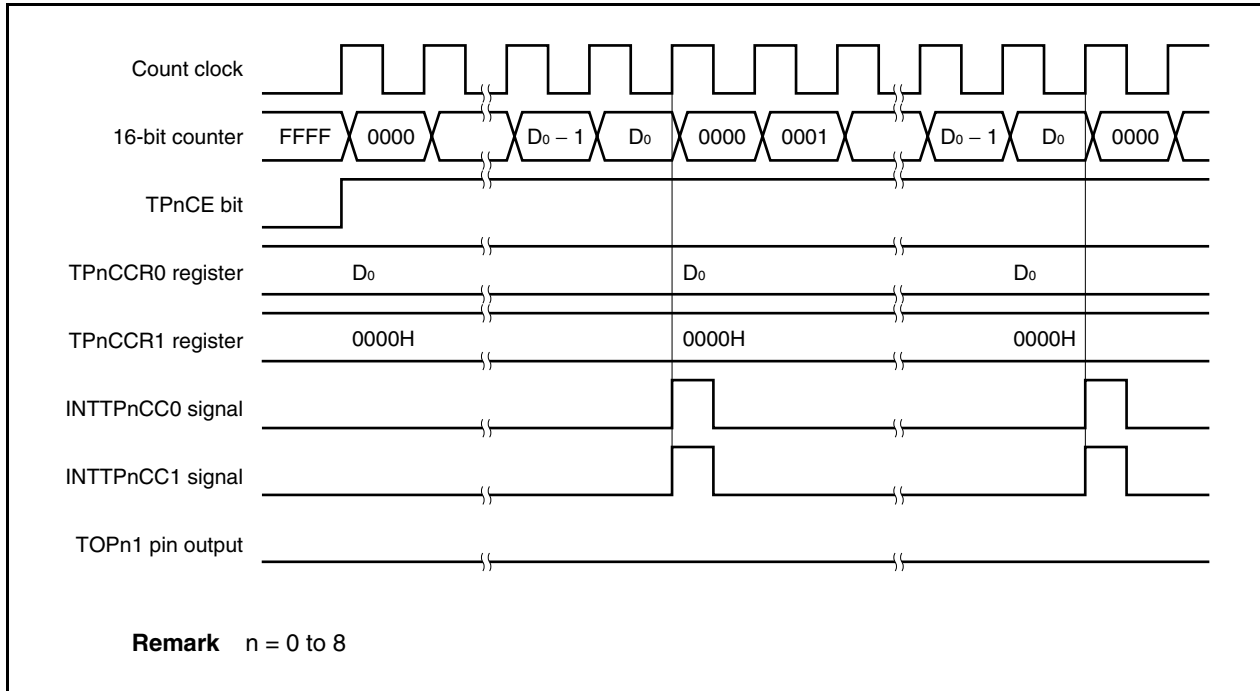 Count clock
16-bit counter FFFF 0000 D₀ − 1 D₀ 0000 0001 D₀ − 1 D₀ 0000
TPnCE bit
TPnCCR0 register D₀ D₀ D₀
TPnCCR1 register 0000H 0000H 0000H
INTTPnCC0 signal
INTTPnCC1 signal
TOPn1 pin output
Remark n = 0 to 8